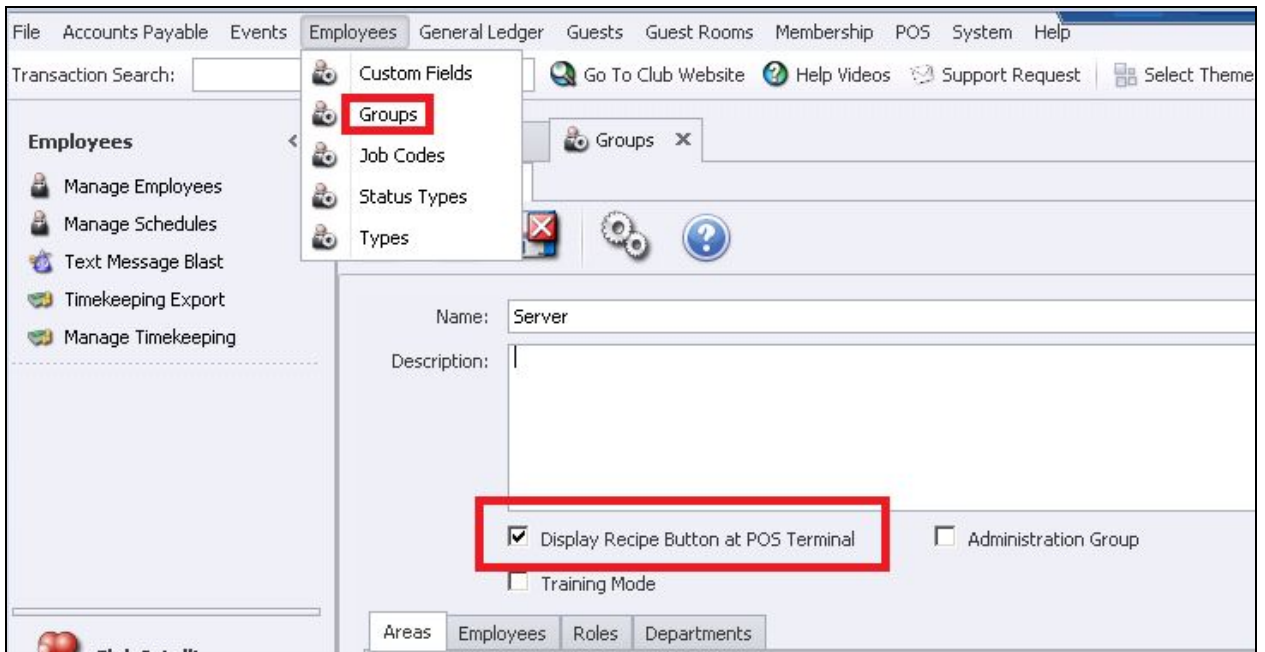 File Accounts Payable Events Employees General Ledger Guests Guest Rooms Membership POS System Help
Transaction Search: Go To Club Website Help Videos Support Request Select Theme
Custom Fields
Groups
Job Codes
Status Types
Types
Employees
Manage Employees
Manage Schedules
Text Message Blast
Timekeeping Export
Manage Timekeeping
Groups
Name: Server
Description:
Display Recipe Button at POS Terminal Administration Group
Training Mode
Areas Employees Roles Departments